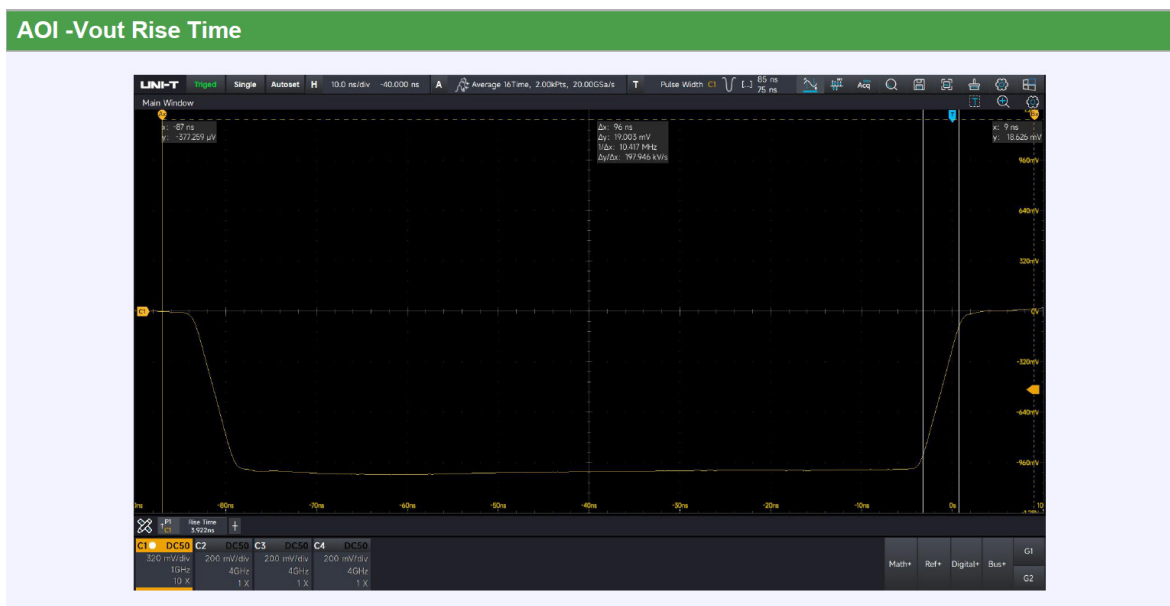 AOI -Vout Rise Time
UNI-T Triged Single Autoset H 10.0 ns/div -40.000 ns A Average 16Time, 2.00kPts, 20.00GSa/s T Pulse Width C1 [...] 85 ns
75 ns
Acq
Main Window
T
x: -87 ns
y: -377.259 µV
Δx: 96 ns
Δy: 19.003 mV
1/Δx: 10.417 MHz
Δy/Δx: 197.946 kV/s
x: 9 ns
y: 18.626 mV
960mV
640mV
320mV
C1
0V
-320mV
-640mV
-960mV
-80ns -70ns -60ns -50ns -40ns -30ns -20ns -10ns 0s 10
P1 Rise Time
C1 3.922ns +
C1 DC50 C2 DC50 C3 DC50 C4 DC50
320 mV/div 200 mV/div 200 mV/div 200 mV/div
1GHz 4GHz 4GHz 4GHz
10 X 1 X 1 X 1 X
Math+ Ref+ Digital+ Bus+
G1
G2